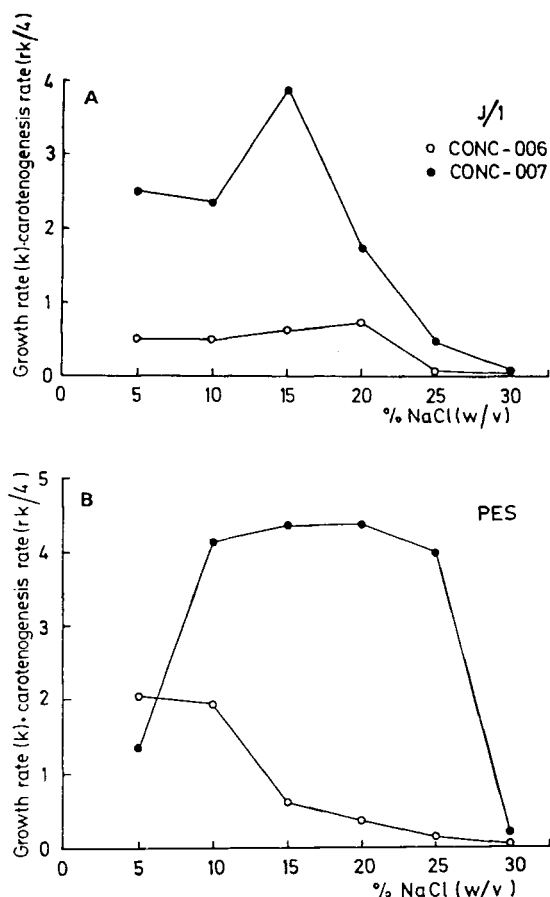 A
J/1
CONC-006
CONC-007
Growth rate (k)·carotenogenesis rate (rk/4)
4
3
2
1
0
0 5 10 15 20 25 30
% NaCl (w/v)
B
PES
Growth rate (k)·carotenogenesis rate (rk/4)
5
4
3
2
1
0
0 5 10 15 20 25 30
% NaCl (w/v)